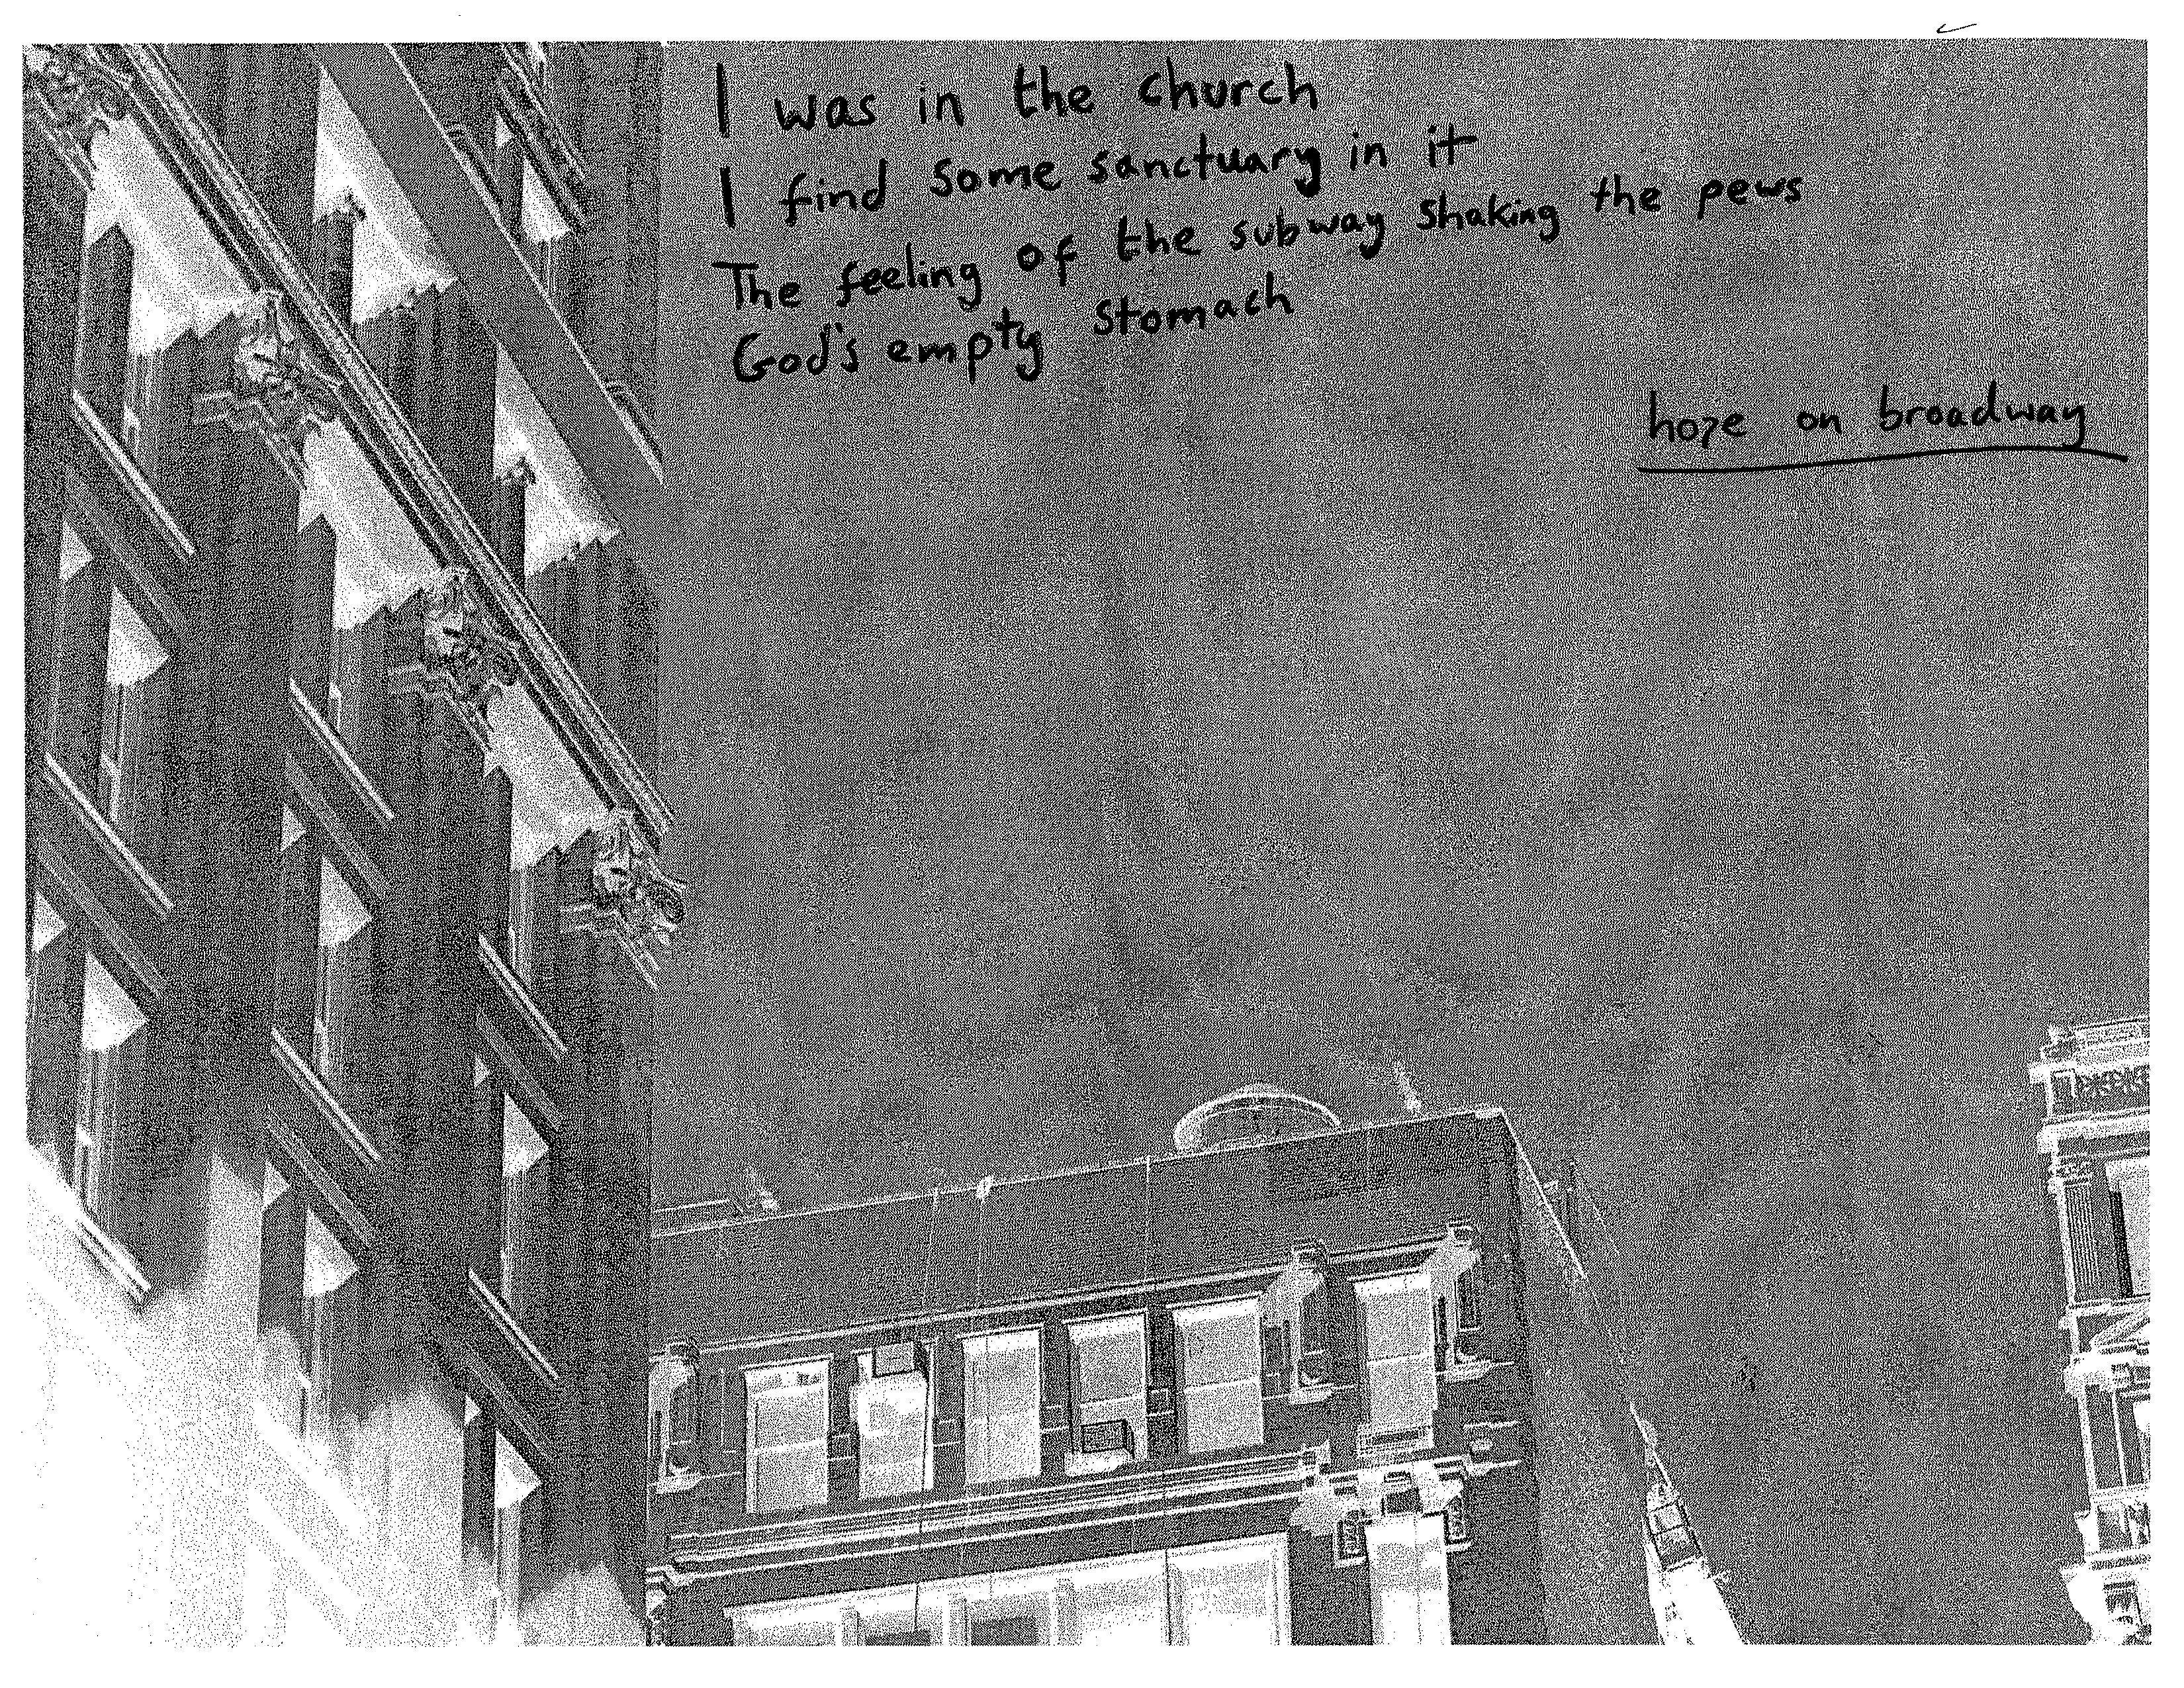 I was in the church
I find some sanctuary in it
The feeling of the subway shaking the pews
God's empty stomach
hope on broadway